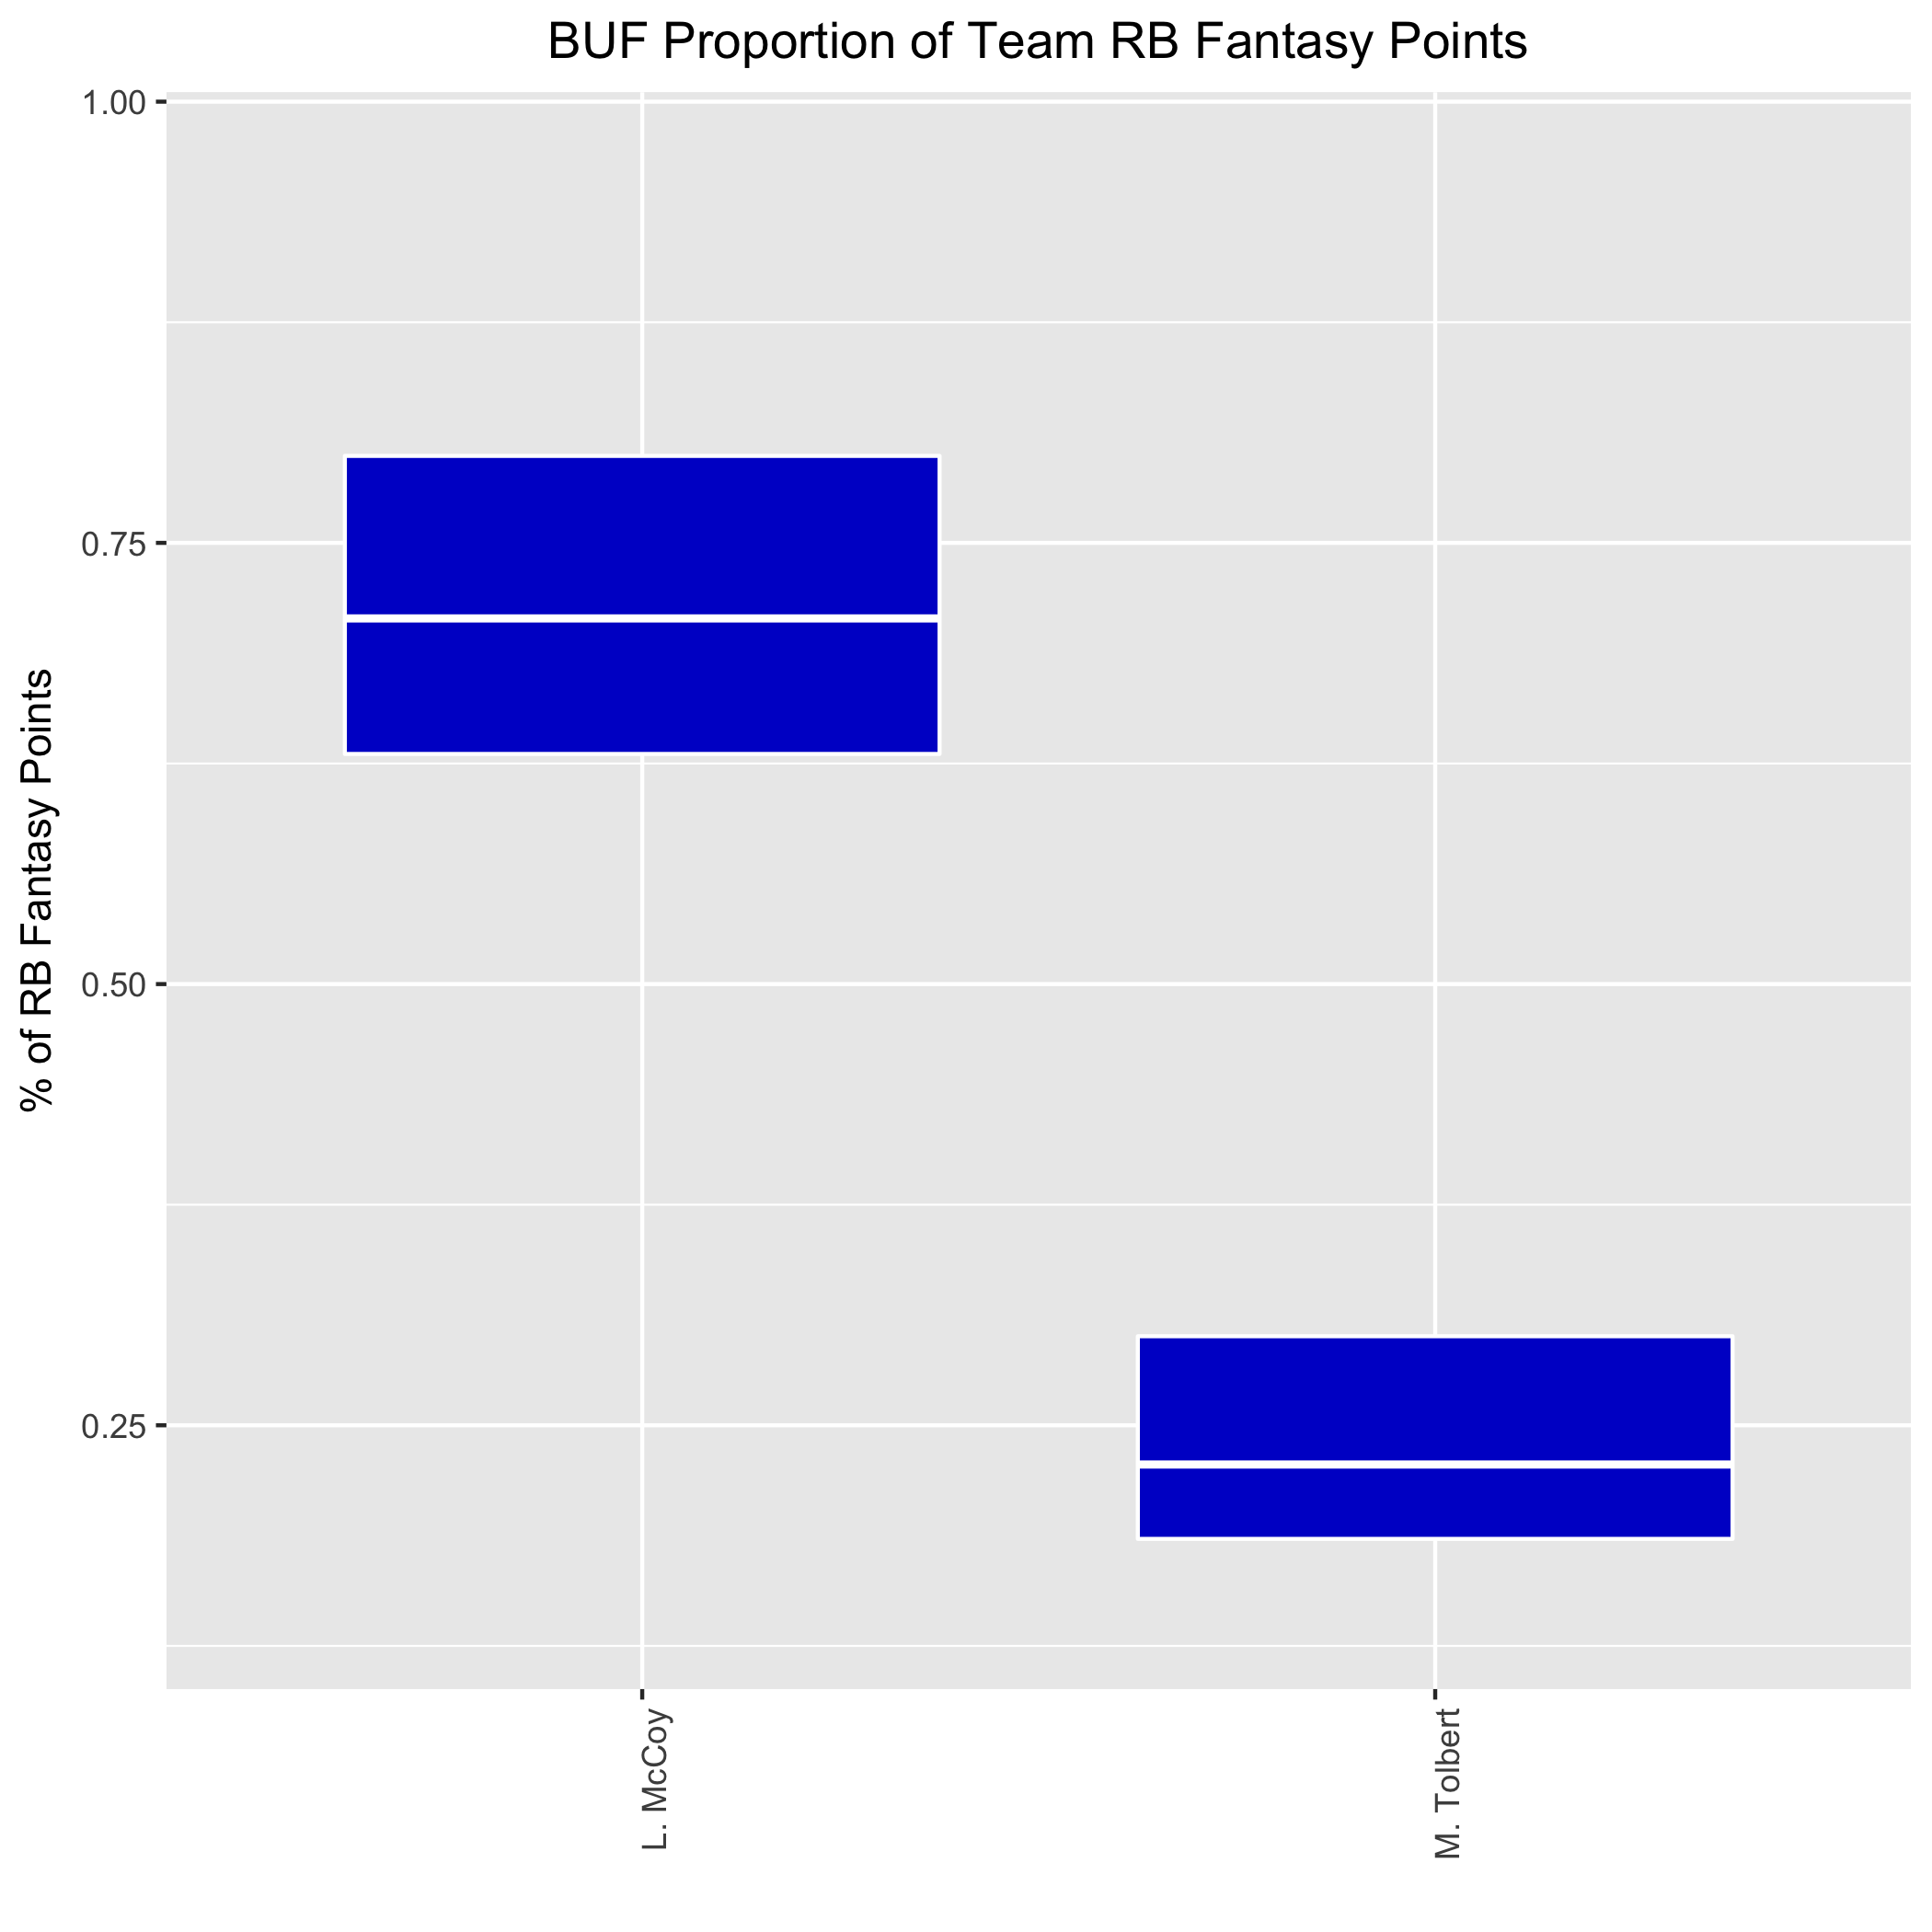 BUF Proportion of Team RB Fantasy Points
% of RB Fantasy Points
1.00
0.75
0.50
0.25
L. McCoy
M. Tolbert